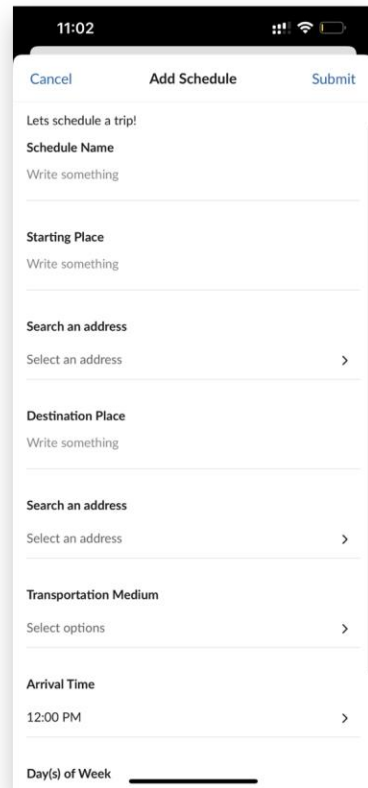 11:02
Cancel Add Schedule Submit
Lets schedule a trip!
Schedule Name
Write something
Starting Place
Write something
Search an address
Select an address
Destination Place
Write something
Search an address
Select an address
Transportation Medium
Select options
Arrival Time
12:00 PM
Day(s) of Week